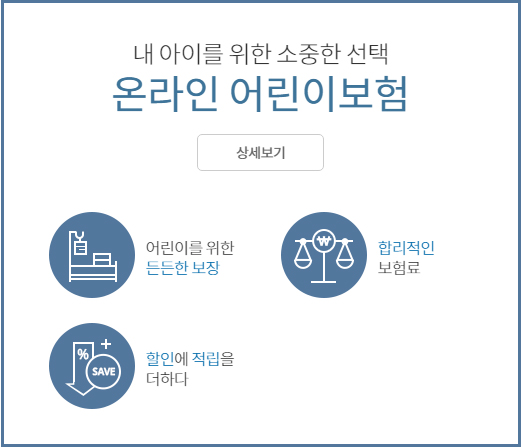 내 아이를 위한 소중한 선택
온라인 어린이보험
상세보기
어린이를 위한
든든한 보장
₩
합리적인
보험료
%
SAVE
할인에 적립을
더하다